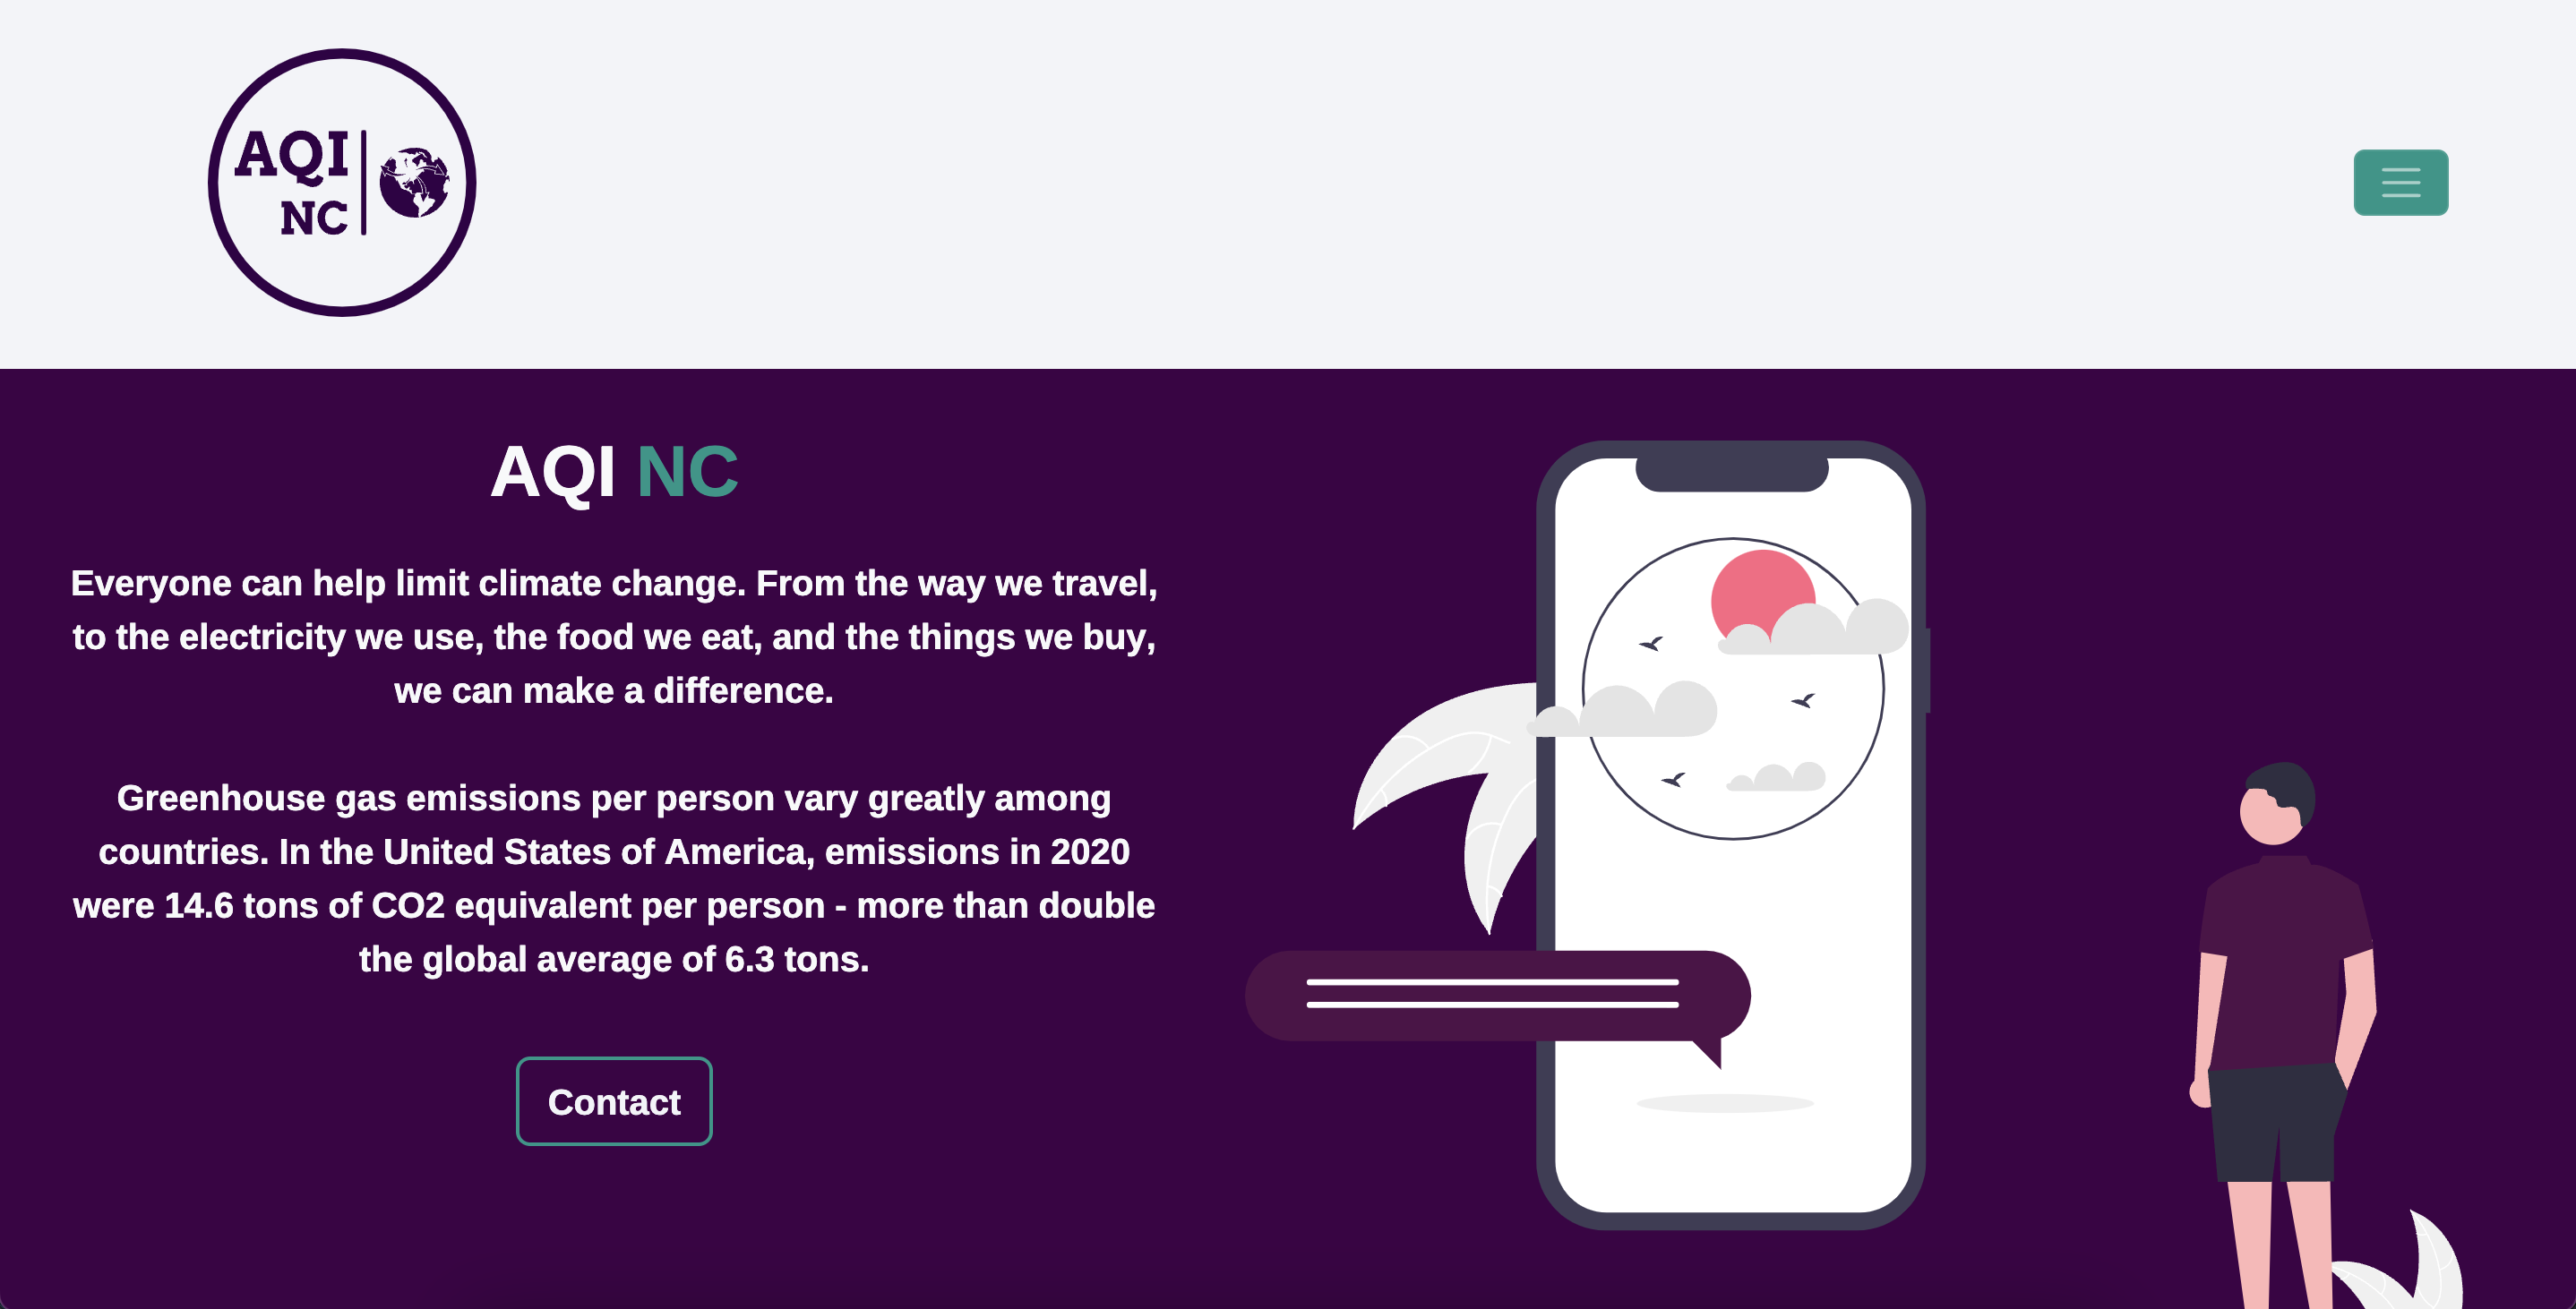 AQI
NC
AQI NC
Everyone can help limit climate change. From the way we travel,
to the electricity we use, the food we eat, and the things we buy,
we can make a difference.
Greenhouse gas emissions per person vary greatly among
countries. In the United States of America, emissions in 2020
were 14.6 tons of CO2 equivalent per person - more than double
the global average of 6.3 tons.
Contact